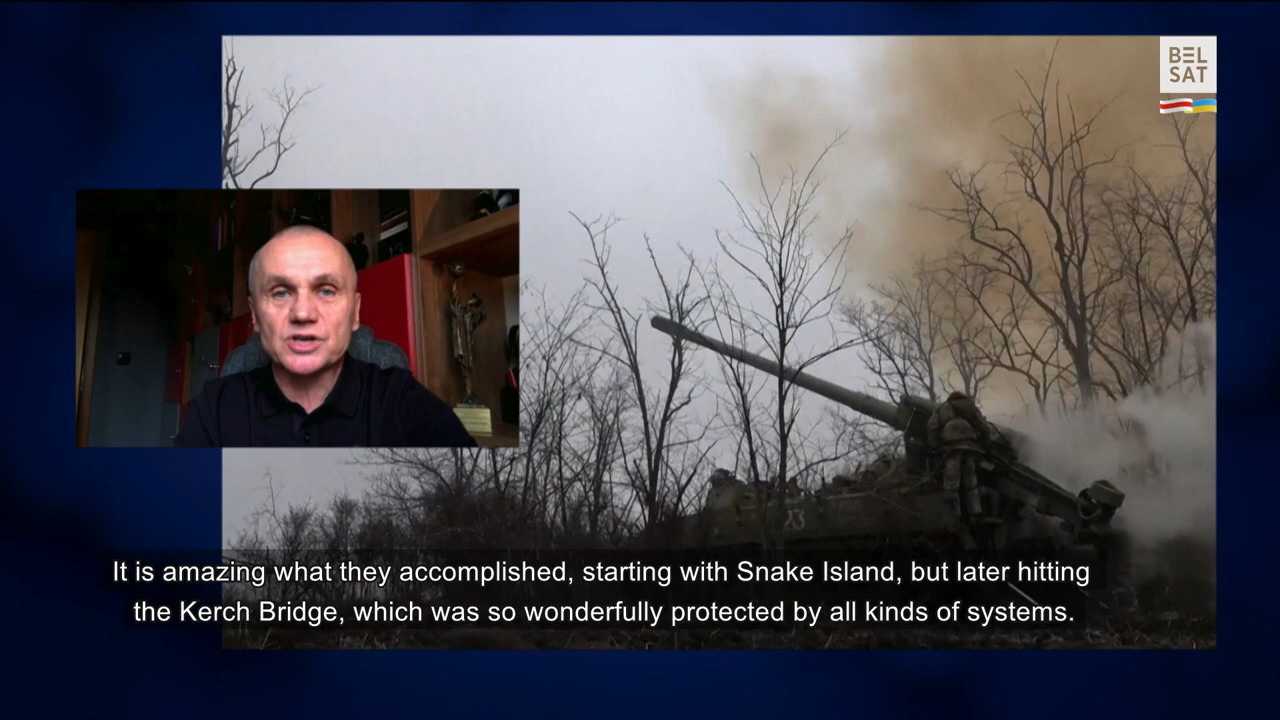 BEL
SAT
23
It is amazing what they accomplished, starting with Snake Island, but later hitting
the Kerch Bridge, which was so wonderfully protected by all kinds of systems.